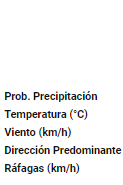 Prob. Precipitación
Temperatura (°C)
Viento (km/h)
Dirección Predominante
Ráfagas (km/h)